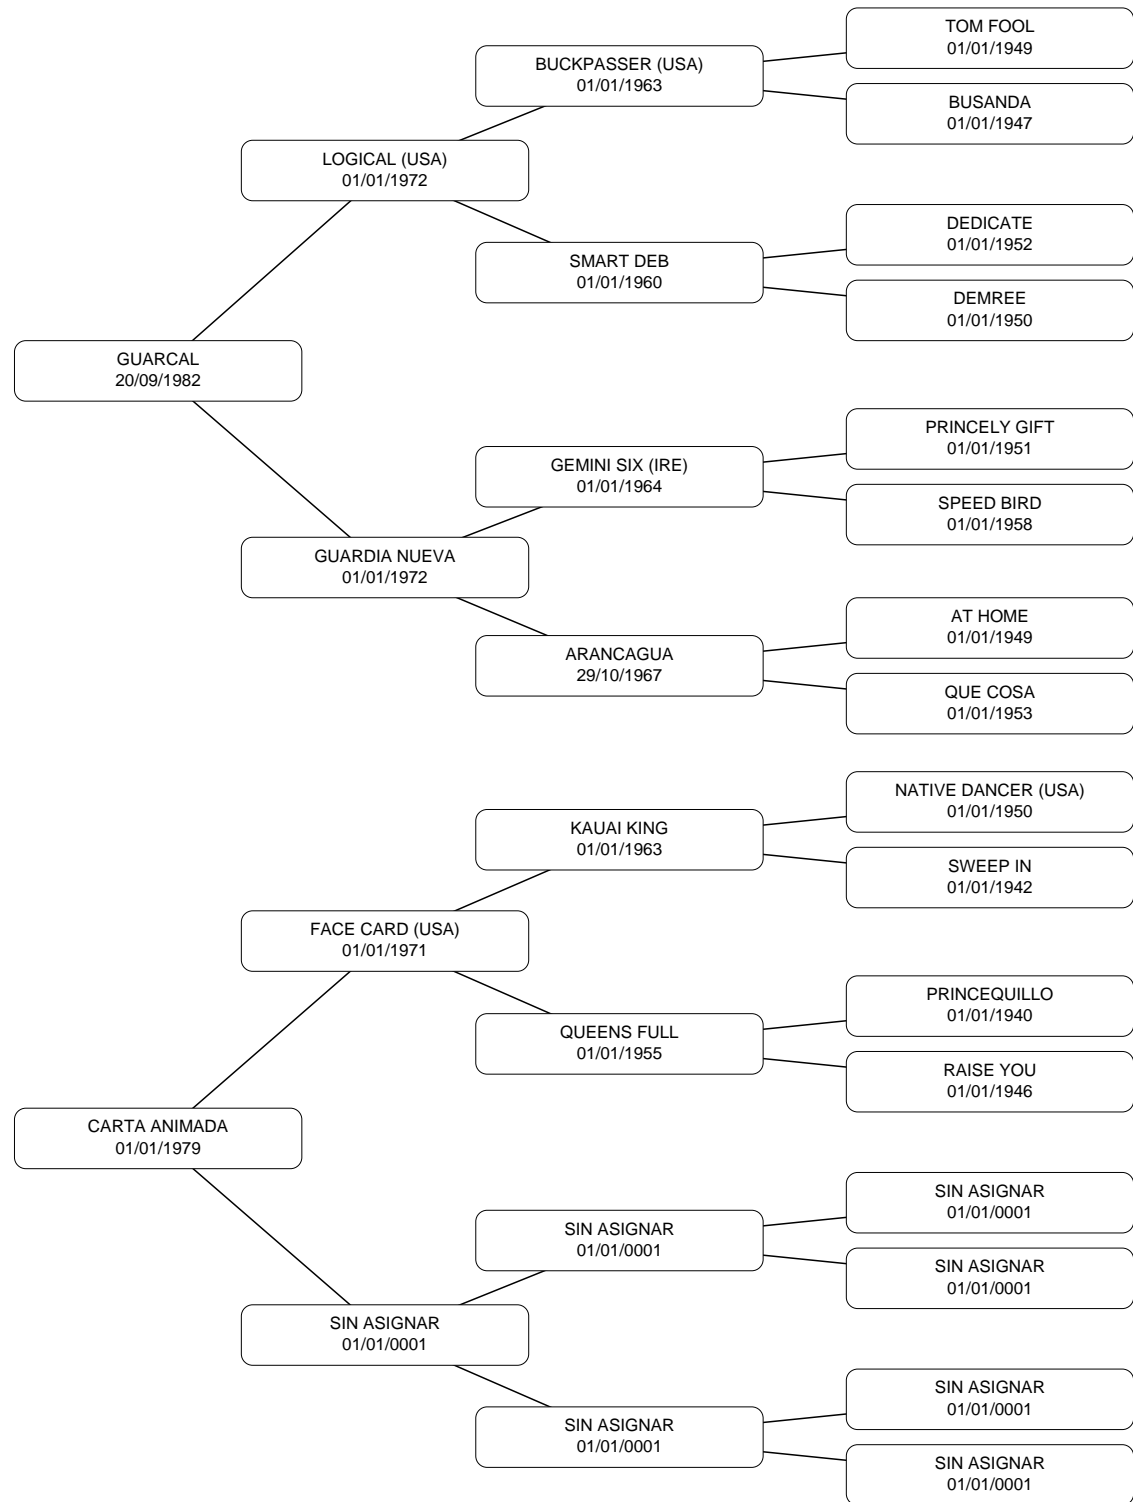 TOM FOOL
01/01/1949
BUCKPASSER (USA)
01/01/1963
BUSANDA
01/01/1947
LOGICAL (USA)
01/01/1972
DEDICATE
01/01/1952
SMART DEB
01/01/1960
DEMREE
01/01/1950
GUARCAL
20/09/1982
PRINCELY GIFT
01/01/1951
GEMINI SIX (IRE)
01/01/1964
SPEED BIRD
01/01/1958
GUARDIA NUEVA
01/01/1972
AT HOME
01/01/1949
ARANCAGUA
29/10/1967
QUE COSA
01/01/1953
NATIVE DANCER (USA)
01/01/1950
KAUAI KING
01/01/1963
SWEEP IN
01/01/1942
FACE CARD (USA)
01/01/1971
PRINCEQUILLO
01/01/1940
QUEENS FULL
01/01/1955
RAISE YOU
01/01/1946
CARTA ANIMADA
01/01/1979
SIN ASIGNAR
01/01/0001
SIN ASIGNAR
01/01/0001
SIN ASIGNAR
01/01/0001
SIN ASIGNAR
01/01/0001
SIN ASIGNAR
01/01/0001
SIN ASIGNAR
01/01/0001
SIN ASIGNAR
01/01/0001